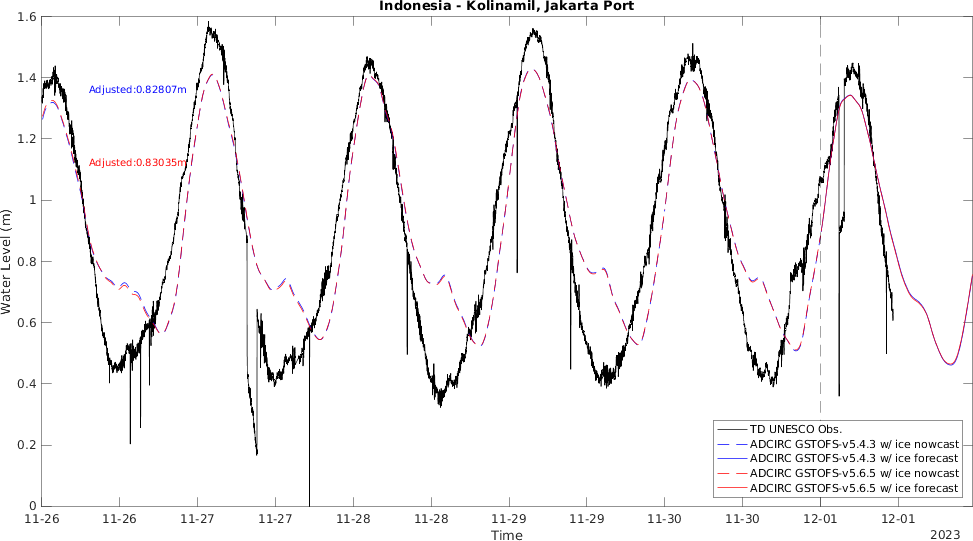 Indonesia - Kolinamil, Jakarta Port
1.6
1.4
1.2
1
0.8
0.6
0.4
0.2
0
Water Level (m)
Adjusted:0.82807m
Adjusted:0.83035m
TD UNESCO Obs.
ADCIRC GSTOFS-v5.4.3 w/ ice nowcast
ADCIRC GSTOFS-v5.4.3 w/ ice forecast
ADCIRC GSTOFS-v5.6.5 w/ ice nowcast
ADCIRC GSTOFS-v5.6.5 w/ ice forecast
11-26 11-26 11-27 11-27 11-28 11-28 11-29 11-29 11-30 11-30 12-01 12-01
Time
2023